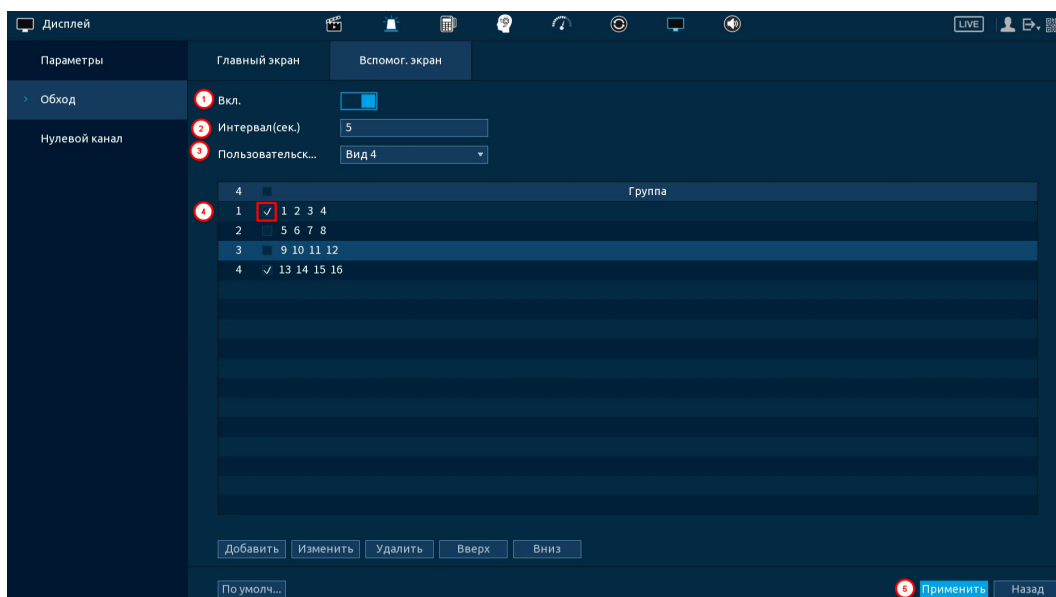 Дисплей LIVE
Параметры Главный экран Вспомог. экран
Обход 1 Вкл.
2 Интервал(сек.) 5
Нулевой канал
3 Пользовательск... Вид 4
4 Группа
4 1 1 2 3 4
2 5 6 7 8
3 9 10 11 12
4 13 14 15 16
Добавить Изменить Удалить Вверх Вниз
По умолч... 5 Применить Назад